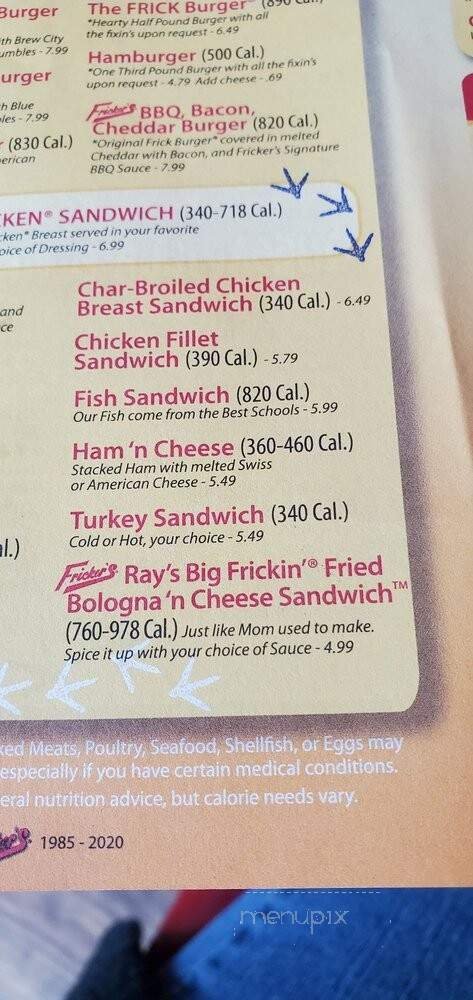 Burger
ith Brew City
umbles - 7.99
urger
h Blue
les - 7.99
(830 Cal.)
erican
The FRICK Burger (890 Cal.)
*Hearty Half Pound Burger with all
the fixin's upon request - 6.49
Hamburger (500 Cal.)
*One Third Pound Burger with all the fixin's
upon request - 4.79 Add cheese - .69
Fricker's BBQ, Bacon,
Cheddar Burger (820 Cal.)
"Original Frick Burger" covered in melted
Cheddar with Bacon, and Fricker's Signature
BBQ Sauce - 7.99
CKEN® SANDWICH (340-718 Cal.)
cken® Breast served in your favorite
oice of Dressing - 6.99
and
ce
Char-Broiled Chicken
Breast Sandwich (340 Cal.) - 6.49
Chicken Fillet
Sandwich (390 Cal.) - 5.79
Fish Sandwich (820 Cal.)
Our Fish come from the Best Schools - 5.99
Ham 'n Cheese (360-460 Cal.)
Stacked Ham with melted Swiss
or American Cheese - 5.49
Turkey Sandwich (340 Cal.)
Cold or Hot, your choice - 5.49
al.)
Fricker's Ray's Big Frickin'® Fried
Bologna 'n Cheese Sandwich™
(760-978 Cal.) Just like Mom used to make.
Spice it up with your choice of Sauce - 4.99
ked Meats, Poultry, Seafood, Shellfish, or Eggs may
especially if you have certain medical conditions.
eral nutrition advice, but calorie needs vary.
er's 1985 - 2020
menupix